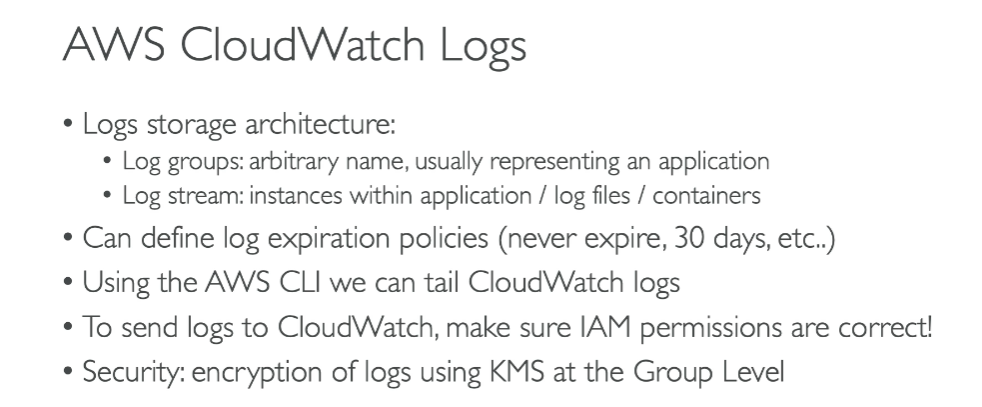 AWS CloudWatch Logs
• Logs storage architecture:
• Log groups: arbitrary name, usually representing an application
• Log stream: instances within application / log files / containers
• Can define log expiration policies (never expire, 30 days, etc..)
• Using the AWS CLI we can tail CloudWatch logs
• To send logs to CloudWatch, make sure IAM permissions are correct!
• Security: encryption of logs using KMS at the Group Level